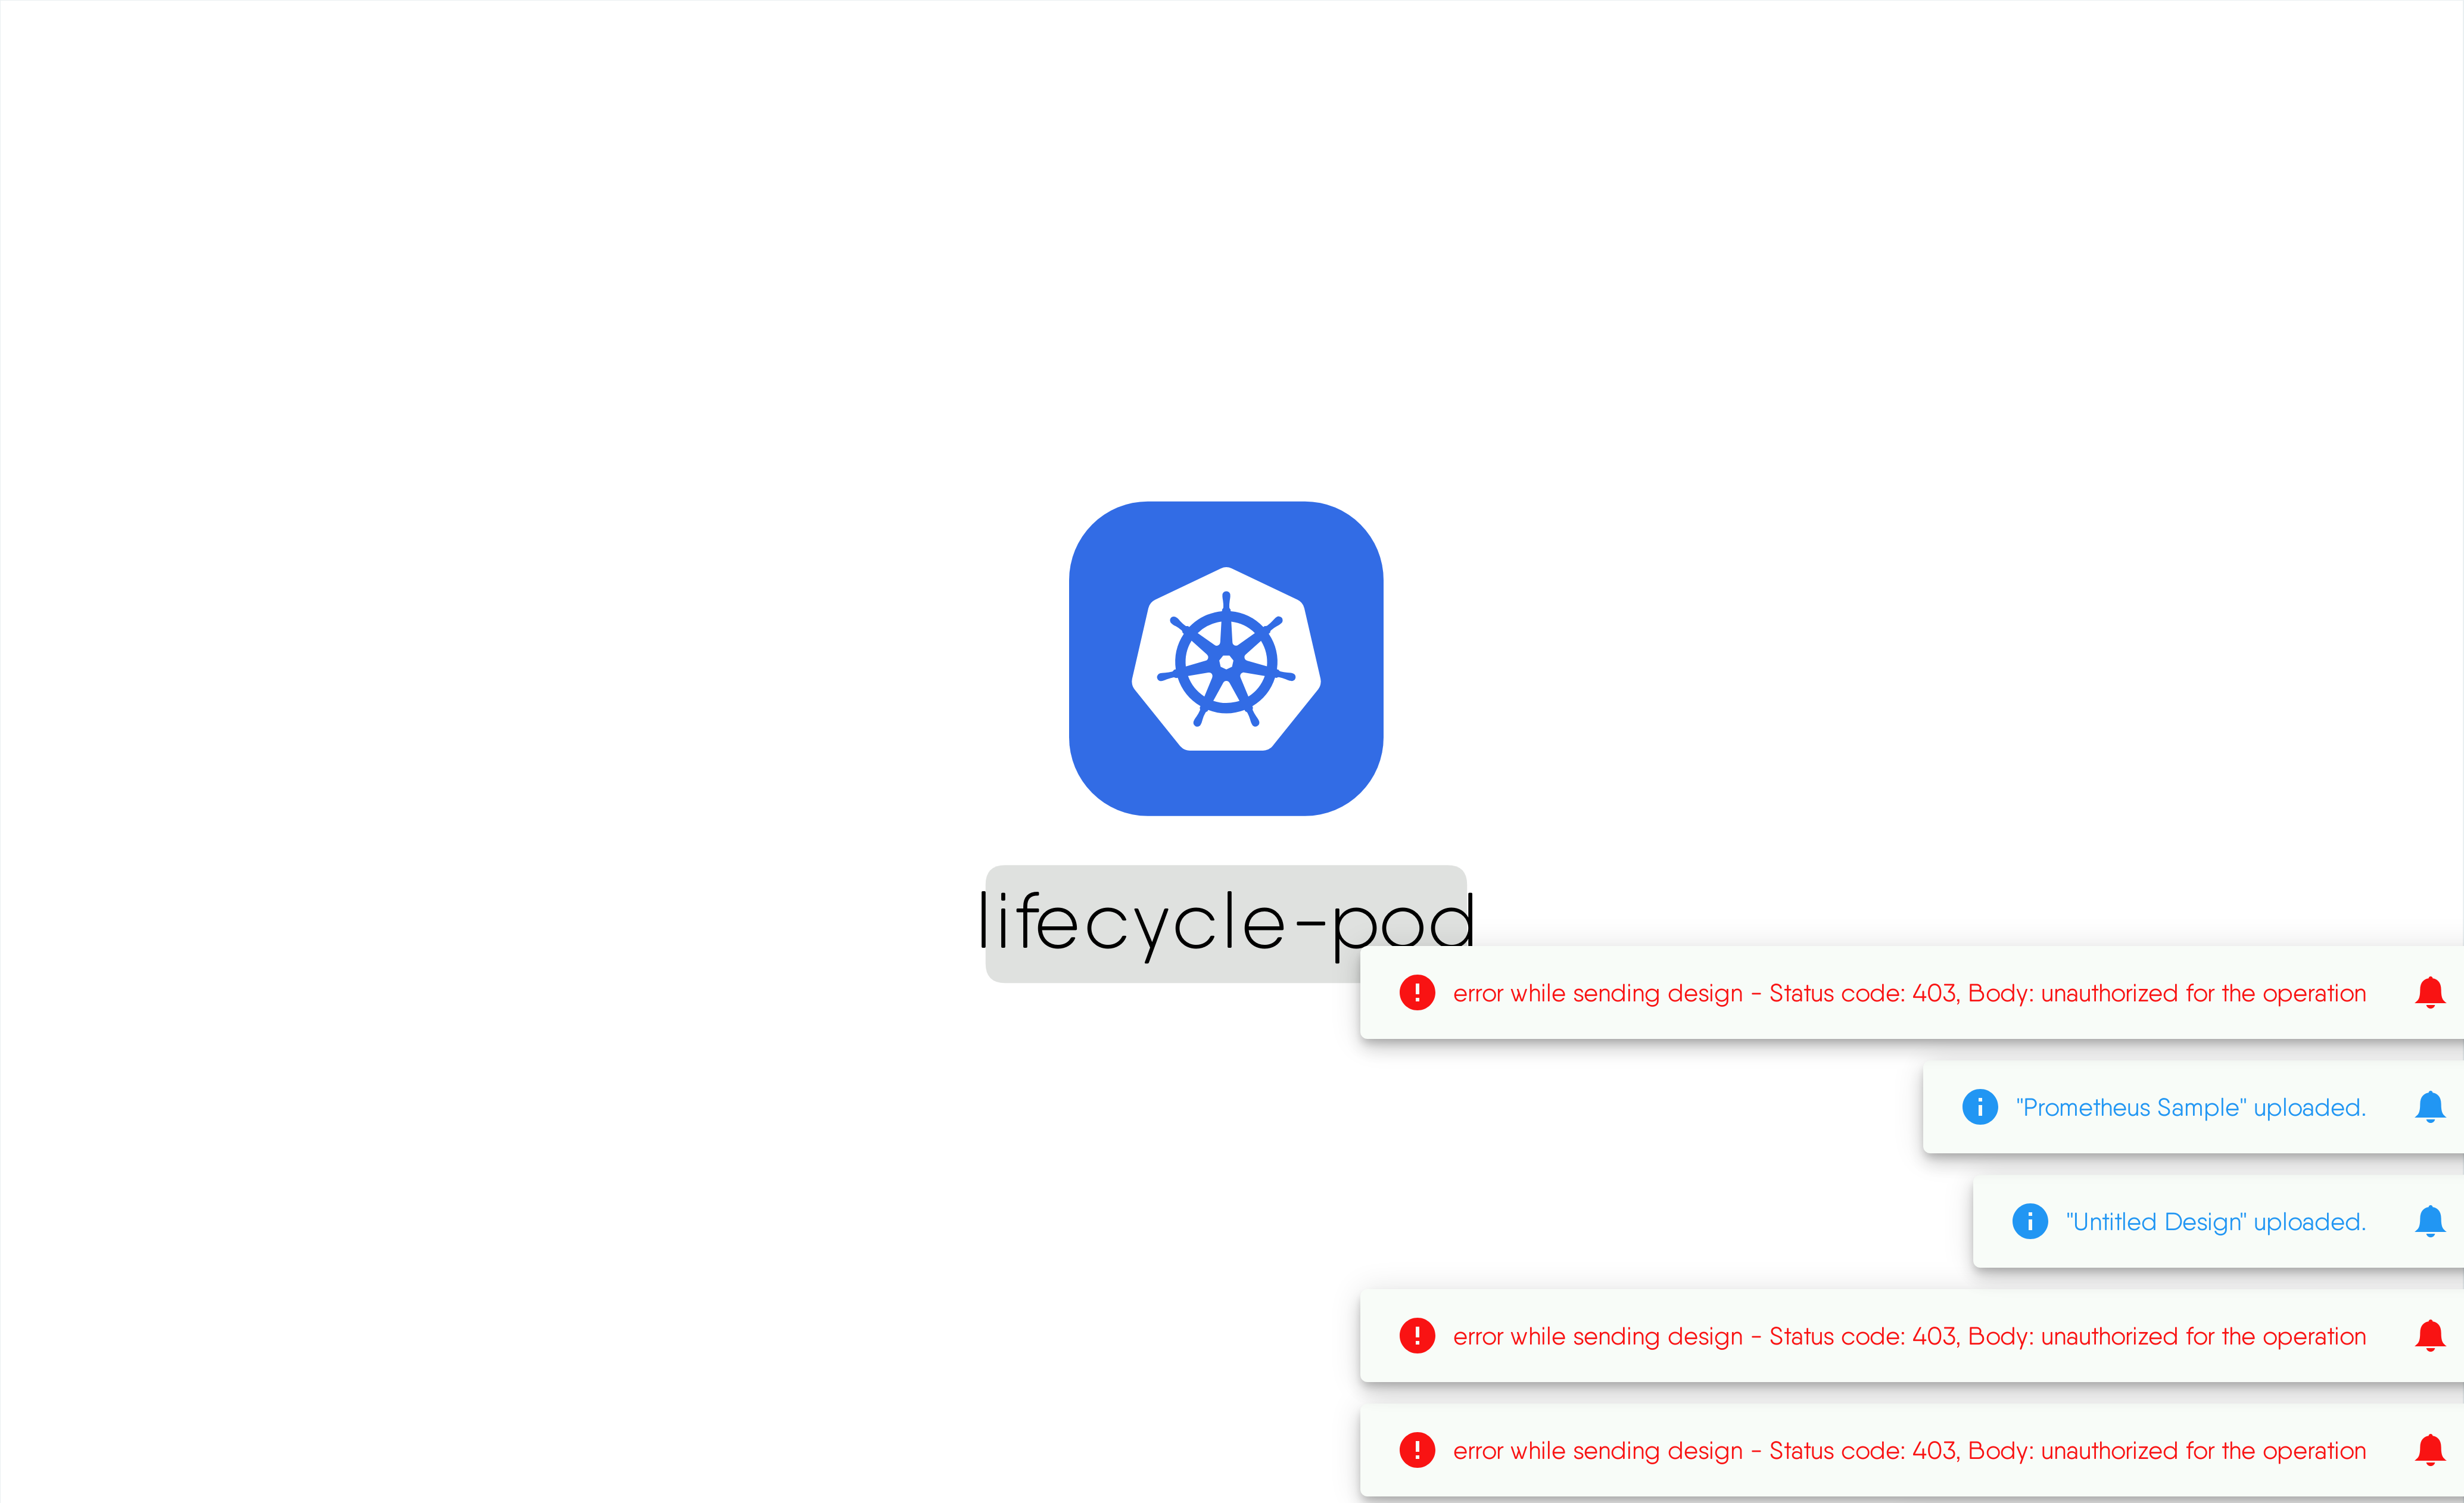 lifecycle-pod
error while sending design - Status code: 403, Body: unauthorized for the operation
"Prometheus Sample" uploaded.
"Untitled Design" uploaded.
error while sending design - Status code: 403, Body: unauthorized for the operation
error while sending design - Status code: 403, Body: unauthorized for the operation